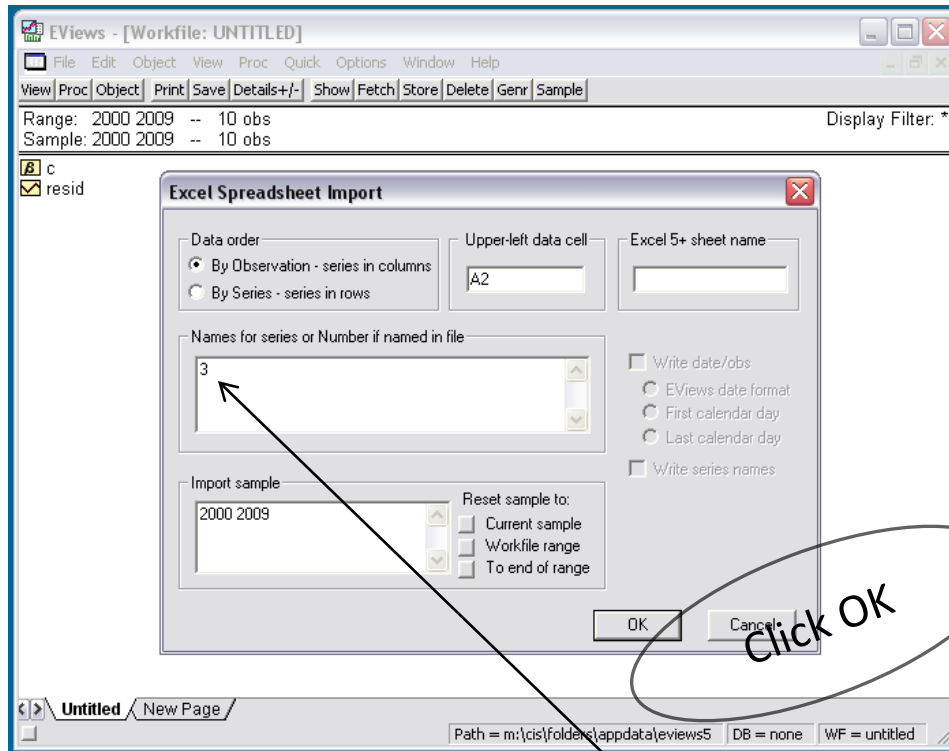 EViews - [Workfile: UNTITLED]
File Edit Object View Proc Quick Options Window Help
View Proc Object Print Save Details+/- Show Fetch Store Delete Genr Sample
Range: 2000 2009 -- 10 obs
Display Filter: *
Sample: 2000 2009 -- 10 obs
β c
resid
Excel Spreadsheet Import
Data order
By Observation - series in columns
By Series - series in rows
Upper-left data cell
A2
Excel 5+ sheet name
Names for series or Number if named in file
3
Write date/obs
EViews date format
First calendar day
Last calendar day
Write series names
Import sample
2000 2009
Reset sample to:
Current sample
Workfile range
To end of range
OK
Cancel
Click OK
Untitled New Page
Path = m:\cis\folders\appdata\eviews5 DB = none WF = untitled